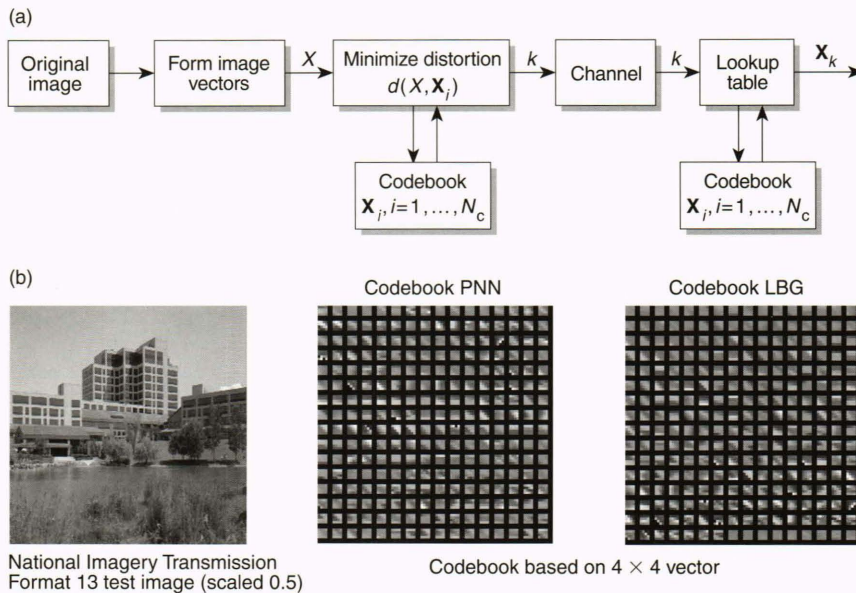 (a)
Original
image
Form image
vectors
X
Minimize distortion
d(X, X_i)
k
Channel
k
Lookup
table
X_k
Codebook
X_i, i = 1, ..., N_c
Codebook
X_i, i = 1, ..., N_c
(b)
Codebook PNN
Codebook LBG
National Imagery Transmission
Format 13 test image (scaled 0.5)
Codebook based on 4 × 4 vector